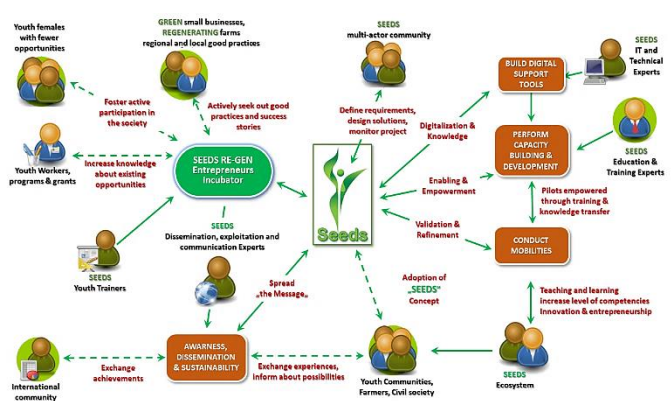 Youth females
with fewer
opportunities
GREEN small businesses,
REGENERATING farms
regional and local good practices
SEEDS
multi-actor community
BUILD DIGITAL
SUPPORT
TOOLS
SEEDS
IT and
Technical
Experts
Foster active
participation in
the society
Actively seek out good
practices and success
stories
Define requirements,
design solutions,
monitor project
Digitalization &
Knowledge
PERFORM
CAPACITY
BUILDING &
DEVELOPMENT
SEEDS
Education &
Training Experts
Youth Workers,
programs & grants
Increase knowledge
about existing
opportunities
SEEDS RE-GEN
Entrepreneurs
Incubator
Seeds
Enabling &
Empowerment
Pilots empowered
through training &
knowledge transfer
Validation &
Refinement
CONDUCT
MOBILITIES
SEEDS
Youth Trainers
SEEDS
Dissemination, exploitation and
communication Experts
Spread
„the Message„
Adoption of
„SEEDS"
Concept
Teaching and learning
increase level of competencies
Innovation & entrepreneurship
International
community
Exchange
achievements
AWARNESS,
DISSEMINATION
& SUSTAINABILITY
Exchange experiences,
inform about possibilities
Youth Communities,
Farmers, Civil society
SEEDS
Ecosystem